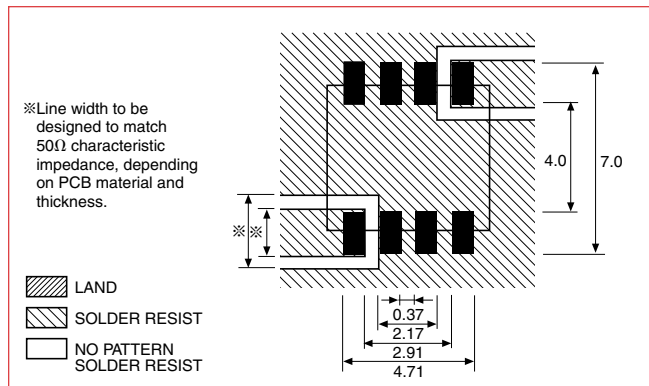 ※Line width to be
designed to match
50Ω characteristic
impedance, depending
on PCB material and
thickness.
※
※
4.0
7.0
LAND
SOLDER RESIST
NO PATTERN
SOLDER RESIST
0.37
2.17
2.91
4.71